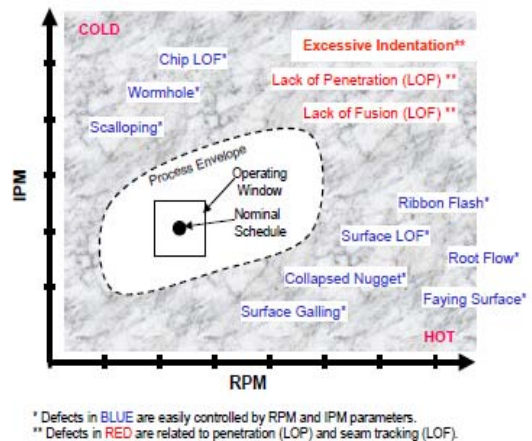 COLD
Excessive Indentation**
Chip LOF*
Lack of Penetration (LOP) **
Wormhole*
Lack of Fusion (LOF) **
Scalloping*
Process Envelope
Operating
Window
Nominal
Schedule
IPM
Ribbon Flash*
Surface LOF*
Root Flow*
Collapsed Nugget*
Faying Surface*
Surface Galling*
HOT
RPM
* Defects in BLUE are easily controlled by RPM and IPM parameters.
** Defects in RED are related to penetration (LOP) and seam tracking (LOF).